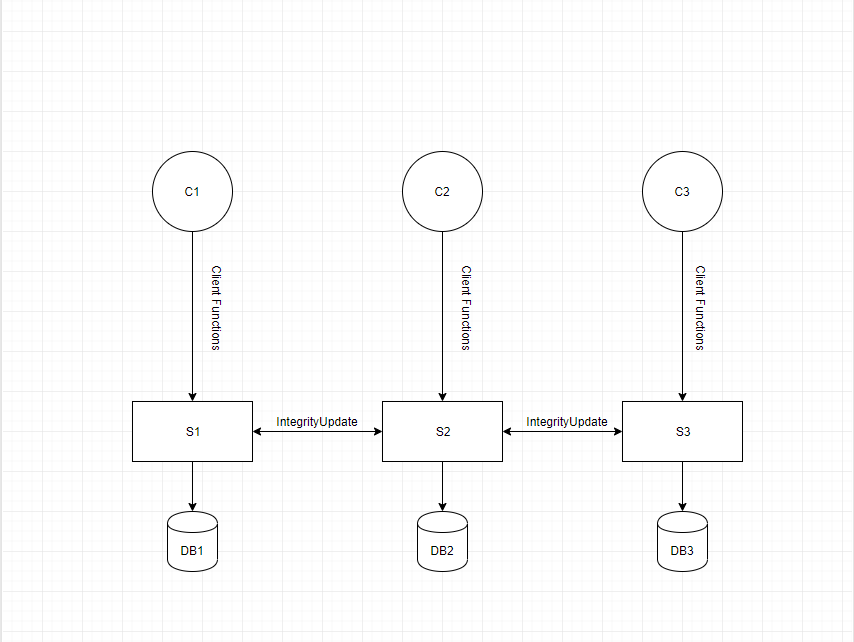 C1
C2
C3
Client Functions
Client Functions
Client Functions
S1
IntegrityUpdate
S2
IntegrityUpdate
S3
DB1
DB2
DB3